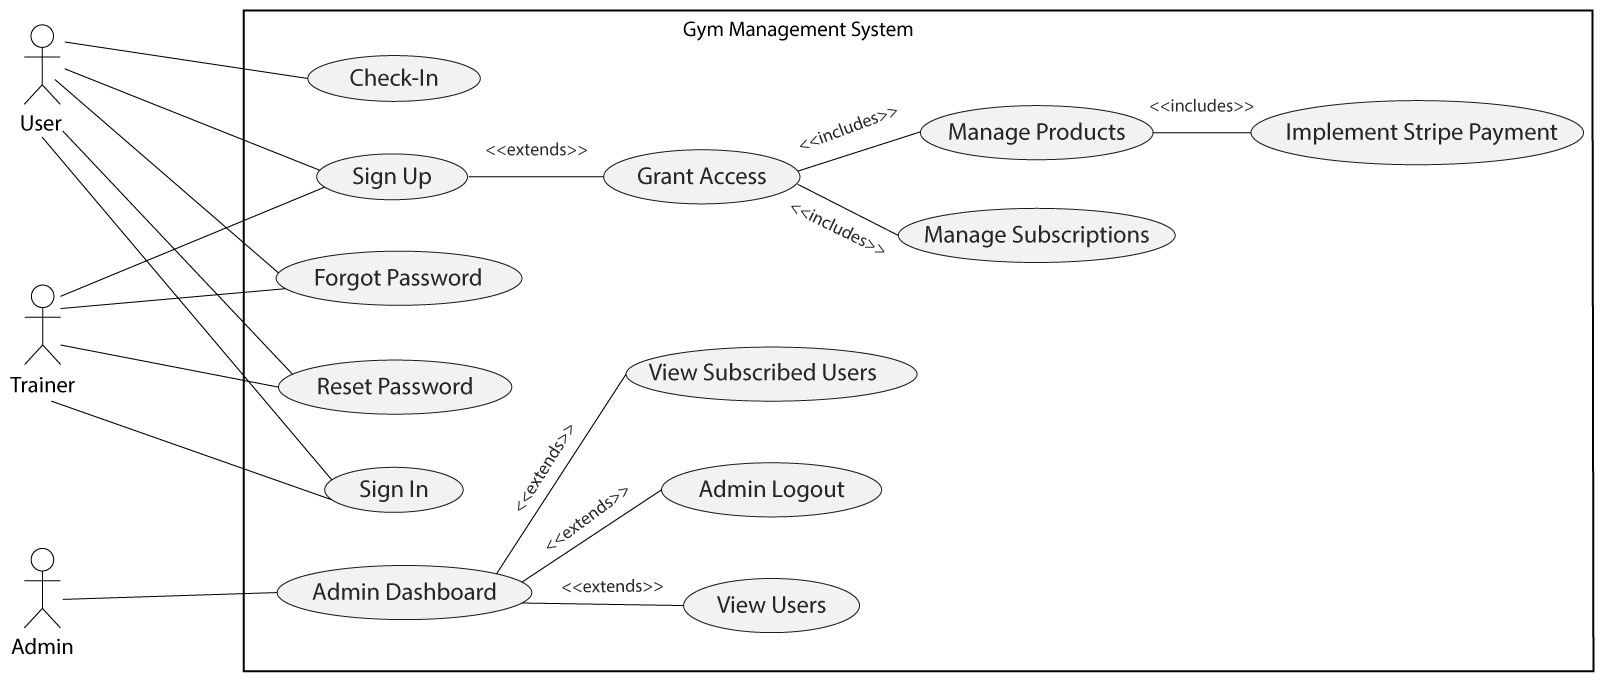 Gym Management System
User
Check-In
Sign Up
<<extends>>
Grant Access
<<includes>>
Manage Products
<<includes>>
Implement Stripe Payment
<<includes>>
Manage Subscriptions
Forgot Password
Trainer
Reset Password
Sign In
Admin
Admin Dashboard
<<extends>>
View Subscribed Users
<<extends>>
Admin Logout
<<extends>>
View Users